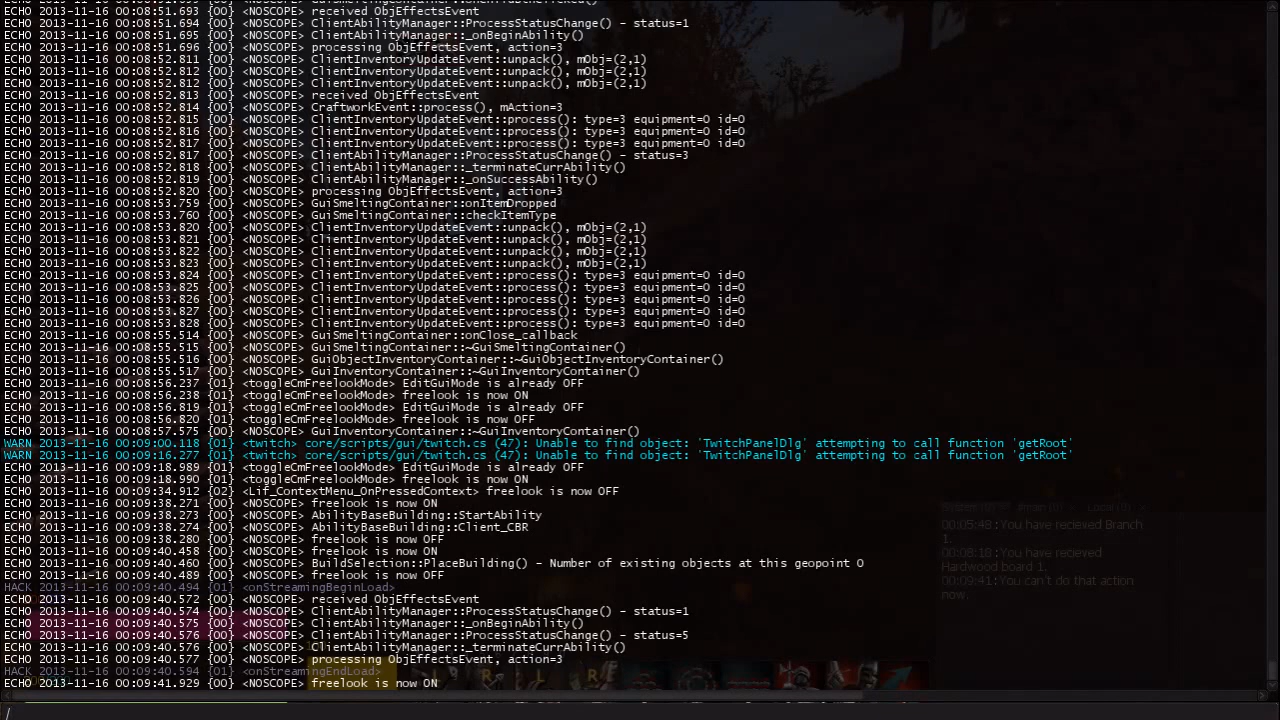 ECHO 2013-11-16 00:08:51.693 {00} <NOSCOPE> received ObjEffectsEvent
ECHO 2013-11-16 00:08:51.694 {00} <NOSCOPE> ClientAbilityManager::ProcessStatusChange() - status=1
ECHO 2013-11-16 00:08:51.695 {00} <NOSCOPE> ClientAbilityManager::_onBeginAbility()
ECHO 2013-11-16 00:08:51.696 {00} <NOSCOPE> processing ObjEffectsEvent, action=3
ECHO 2013-11-16 00:08:52.811 {00} <NOSCOPE> ClientInventoryUpdateEvent::unpack(), mObj=(2,1)
ECHO 2013-11-16 00:08:52.812 {00} <NOSCOPE> ClientInventoryUpdateEvent::unpack(), mObj=(2,1)
ECHO 2013-11-16 00:08:52.812 {00} <NOSCOPE> ClientInventoryUpdateEvent::unpack(), mObj=(2,1)
ECHO 2013-11-16 00:08:52.813 {00} <NOSCOPE> received ObjEffectsEvent
ECHO 2013-11-16 00:08:52.814 {00} <NOSCOPE> CraftworkEvent::process(), mAction=3
ECHO 2013-11-16 00:08:52.815 {00} <NOSCOPE> ClientInventoryUpdateEvent::process(): type=3 equipment=0 id=0
ECHO 2013-11-16 00:08:52.816 {00} <NOSCOPE> ClientInventoryUpdateEvent::process(): type=3 equipment=0 id=0
ECHO 2013-11-16 00:08:52.817 {00} <NOSCOPE> ClientInventoryUpdateEvent::process(): type=3 equipment=0 id=0
ECHO 2013-11-16 00:08:52.817 {00} <NOSCOPE> ClientAbilityManager::ProcessStatusChange() - status=3
ECHO 2013-11-16 00:08:52.818 {00} <NOSCOPE> ClientAbilityManager::_terminateCurrAbility()
ECHO 2013-11-16 00:08:52.819 {00} <NOSCOPE> ClientAbilityManager::_onSuccessAbility()
ECHO 2013-11-16 00:08:52.820 {00} <NOSCOPE> processing ObjEffectsEvent, action=3
ECHO 2013-11-16 00:08:53.759 {00} <NOSCOPE> GuiSmeltingContainer::onItemDropped
ECHO 2013-11-16 00:08:53.760 {00} <NOSCOPE> GuiSmeltingContainer::checkItemType
ECHO 2013-11-16 00:08:53.820 {00} <NOSCOPE> ClientInventoryUpdateEvent::unpack(), mObj=(2,1)
ECHO 2013-11-16 00:08:53.821 {00} <NOSCOPE> ClientInventoryUpdateEvent::unpack(), mObj=(2,1)
ECHO 2013-11-16 00:08:53.822 {00} <NOSCOPE> ClientInventoryUpdateEvent::unpack(), mObj=(2,1)
ECHO 2013-11-16 00:08:53.823 {00} <NOSCOPE> ClientInventoryUpdateEvent::unpack(), mObj=(2,1)
ECHO 2013-11-16 00:08:53.824 {00} <NOSCOPE> ClientInventoryUpdateEvent::process(): type=3 equipment=0 id=0
ECHO 2013-11-16 00:08:53.825 {00} <NOSCOPE> ClientInventoryUpdateEvent::process(): type=3 equipment=0 id=0
ECHO 2013-11-16 00:08:53.826 {00} <NOSCOPE> ClientInventoryUpdateEvent::process(): type=3 equipment=0 id=0
ECHO 2013-11-16 00:08:53.827 {00} <NOSCOPE> ClientInventoryUpdateEvent::process(): type=3 equipment=0 id=0
ECHO 2013-11-16 00:08:53.828 {00} <NOSCOPE> ClientInventoryUpdateEvent::process(): type=3 equipment=0 id=0
ECHO 2013-11-16 00:08:55.514 {00} <NOSCOPE> GuiSmeltingContainer::onClose_callback
ECHO 2013-11-16 00:08:55.515 {00} <NOSCOPE> GuiSmeltingContainer::~GuiSmeltingContainer()
ECHO 2013-11-16 00:08:55.516 {00} <NOSCOPE> GuiObjectInventoryContainer::~GuiObjectInventoryContainer()
ECHO 2013-11-16 00:08:55.517 {00} <NOSCOPE> GuiInventoryContainer::~GuiInventoryContainer()
ECHO 2013-11-16 00:08:56.237 {01} <toggleCmFreelookMode> EditGuiMode is already OFF
ECHO 2013-11-16 00:08:56.238 {01} <toggleCmFreelookMode> freelook is now ON
ECHO 2013-11-16 00:08:56.819 {01} <toggleCmFreelookMode> EditGuiMode is already OFF
ECHO 2013-11-16 00:08:56.820 {01} <toggleCmFreelookMode> freelook is now OFF
ECHO 2013-11-16 00:08:57.575 {00} <NOSCOPE> GuiInventoryContainer::~GuiInventoryContainer()
WARN 2013-11-16 00:09:00.118 {01} <twitch> core/scripts/gui/twitch.cs (47): Unable to find object: 'TwitchPanelDlg' attempting to call function 'getRoot'
WARN 2013-11-16 00:09:16.277 {01} <twitch> core/scripts/gui/twitch.cs (47): Unable to find object: 'TwitchPanelDlg' attempting to call function 'getRoot'
ECHO 2013-11-16 00:09:18.989 {01} <toggleCmFreelookMode> EditGuiMode is already OFF
ECHO 2013-11-16 00:09:18.990 {01} <toggleCmFreelookMode> freelook is now ON
ECHO 2013-11-16 00:09:34.912 {02} <Lif_ContextMenu_OnPressedContext> freelook is now OFF
ECHO 2013-11-16 00:09:38.271 {00} <NOSCOPE> freelook is now ON
ECHO 2013-11-16 00:09:38.273 {00} <NOSCOPE> AbilityBaseBuilding::StartAbility
ECHO 2013-11-16 00:09:38.274 {00} <NOSCOPE> AbilityBaseBuilding::Client_CBR
ECHO 2013-11-16 00:09:38.280 {00} <NOSCOPE> freelook is now OFF
ECHO 2013-11-16 00:09:40.458 {00} <NOSCOPE> freelook is now ON
ECHO 2013-11-16 00:09:40.460 {00} <NOSCOPE> BuildSelection::PlaceBuilding() - Number of existing objects at this geopoint 0
ECHO 2013-11-16 00:09:40.489 {00} <NOSCOPE> freelook is now OFF
HACK 2013-11-16 00:09:40.494 {01} <onStreamingBeginLoad>
ECHO 2013-11-16 00:09:40.572 {00} <NOSCOPE> received ObjEffectsEvent
ECHO 2013-11-16 00:09:40.574 {00} <NOSCOPE> ClientAbilityManager::ProcessStatusChange() - status=1
ECHO 2013-11-16 00:09:40.575 {00} <NOSCOPE> ClientAbilityManager::_onBeginAbility()
ECHO 2013-11-16 00:09:40.576 {00} <NOSCOPE> ClientAbilityManager::ProcessStatusChange() - status=5
ECHO 2013-11-16 00:09:40.576 {00} <NOSCOPE> ClientAbilityManager::_terminateCurrAbility()
ECHO 2013-11-16 00:09:40.577 {00} <NOSCOPE> processing ObjEffectsEvent, action=3
HACK 2013-11-16 00:09:40.594 {01} <onStreamingEndLoad>
ECHO 2013-11-16 00:09:41.929 {00} <NOSCOPE> freelook is now ON
00:05:48: You have recieved Branch
1.
00:08:18: You have recieved
Hardwood board 1.
00:09:41: You can't do that action
now.